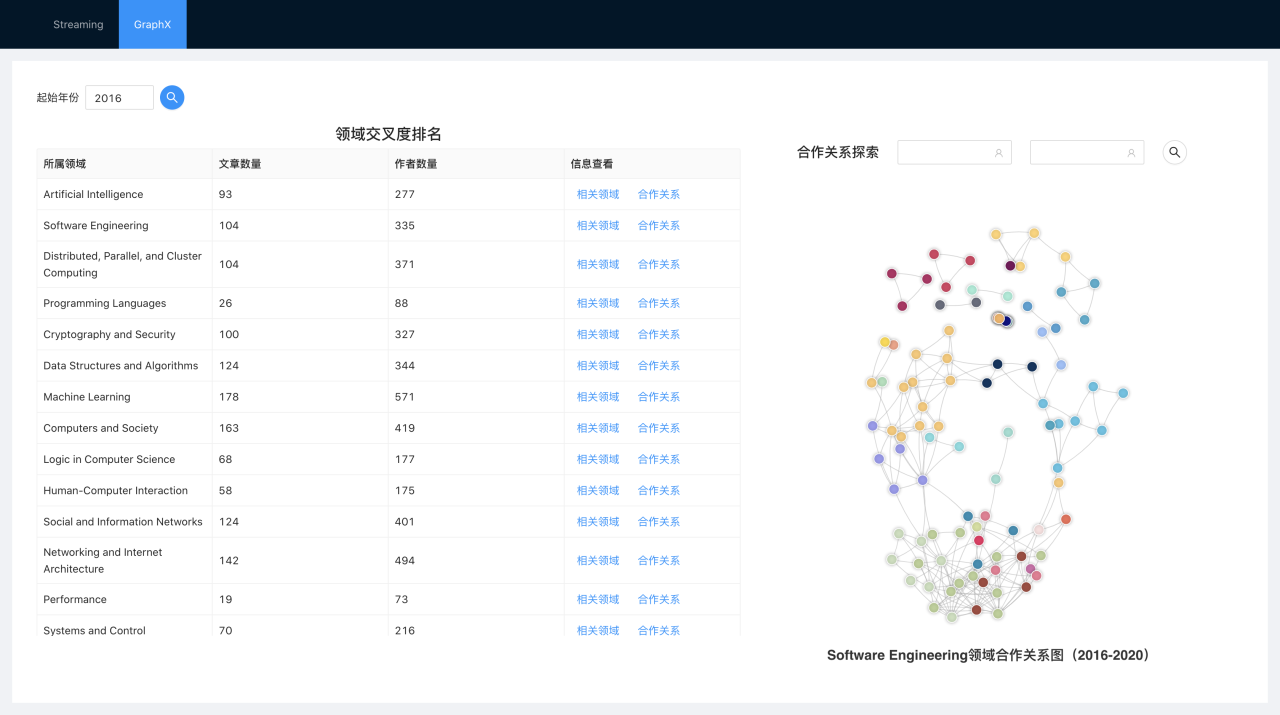 Streaming GraphX
起始年份 2016
领域交叉度排名
所属领域 文章数量 作者数量 信息查看
Artificial Intelligence 93 277 相关领域 合作关系
Software Engineering 104 335 相关领域 合作关系
Distributed, Parallel, and Cluster
Computing 104 371 相关领域 合作关系
Programming Languages 26 88 相关领域 合作关系
Cryptography and Security 100 327 相关领域 合作关系
Data Structures and Algorithms 124 344 相关领域 合作关系
Machine Learning 178 571 相关领域 合作关系
Computers and Society 163 419 相关领域 合作关系
Logic in Computer Science 68 177 相关领域 合作关系
Human-Computer Interaction 58 175 相关领域 合作关系
Social and Information Networks 124 401 相关领域 合作关系
Networking and Internet
Architecture 142 494 相关领域 合作关系
Performance 19 73 相关领域 合作关系
Systems and Control 70 216 相关领域 合作关系
合作关系探索
Software Engineering领域合作关系图（2016-2020）